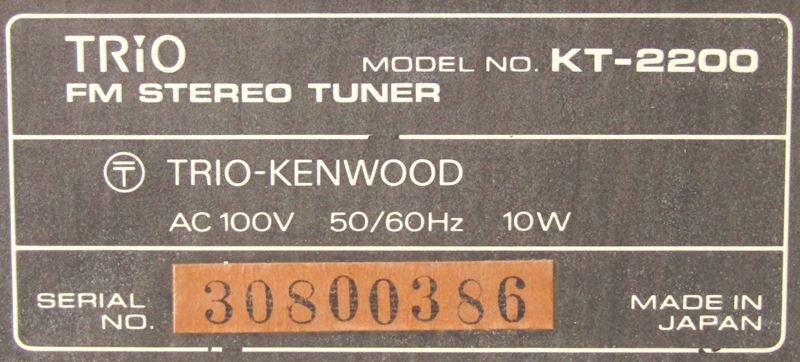 TRiO
MODEL NO. KT-2200
FM STEREO TUNER
〒 TRIO-KENWOOD
AC 100V 50/60Hz 10W
SERIAL NO. 30800386
MADE IN JAPAN